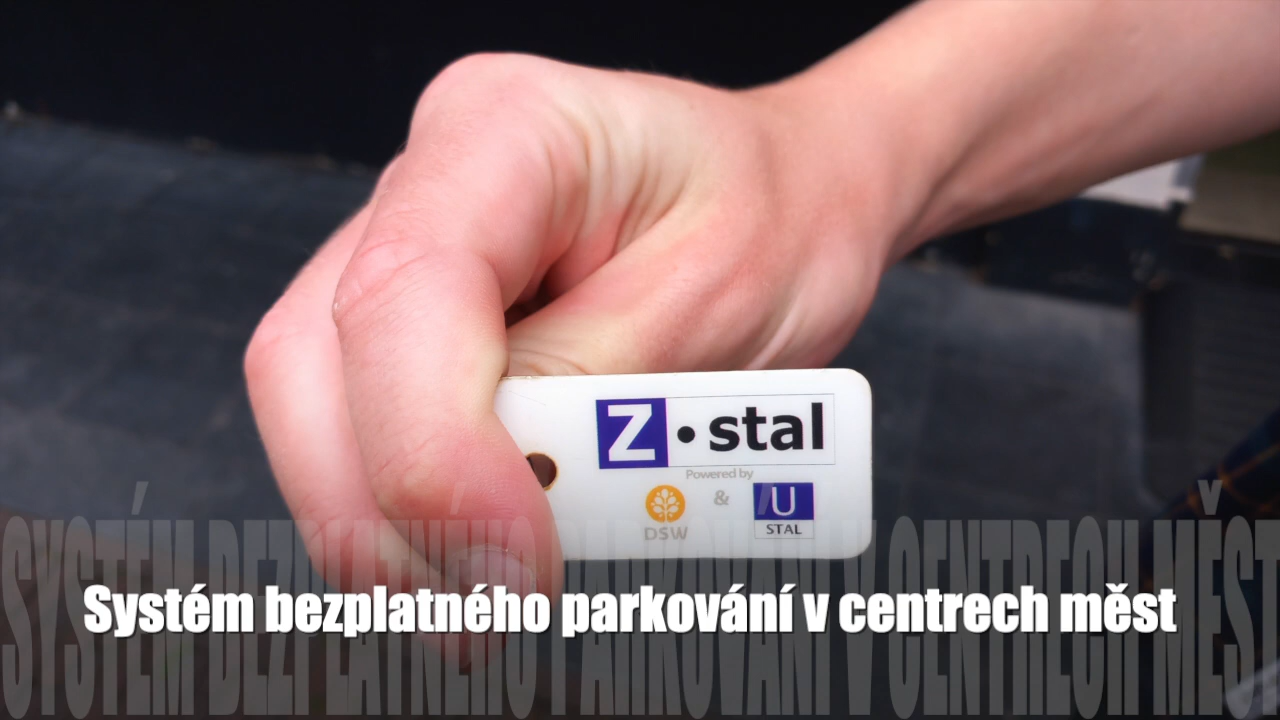 Z • stal
Powered by
DSW & U
STAL
Systém bezplatného parkování v centrech měst
SYSTÉM BEZPLATNÉHO PARKOVÁNÍ V CENTRECH MĚST